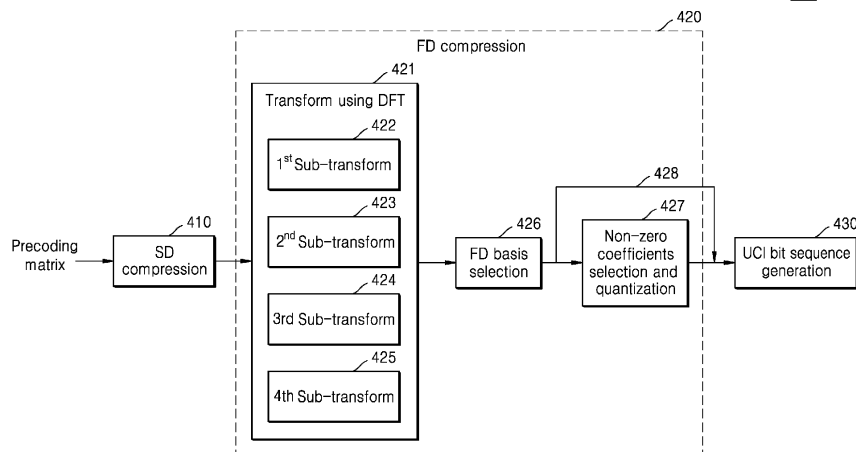 420
FD compression
421
Transform using DFT
422
1st Sub-transform
423
2nd Sub-transform
424
3rd Sub-transform
425
4th Sub-transform
Precoding
matrix
410
SD
compression
426
FD basis
selection
428
427
Non-zero
coefficients
selection and
quantization
430
UCI bit sequence
generation